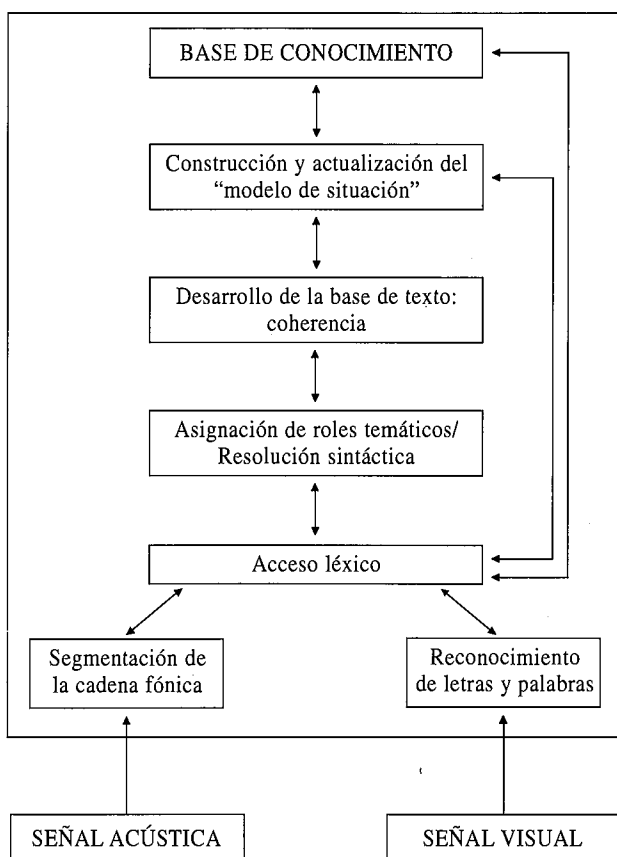 BASE DE CONOCIMIENTO
Construcción y actualización del
“modelo de situación”
Desarrollo de la base de texto:
coherencia
Asignación de roles temáticos/
Resolución sintáctica
Acceso léxico
Segmentación de
la cadena fónica
Reconocimiento
de letras y palabras
SEÑAL ACÚSTICA
SEÑAL VISUAL